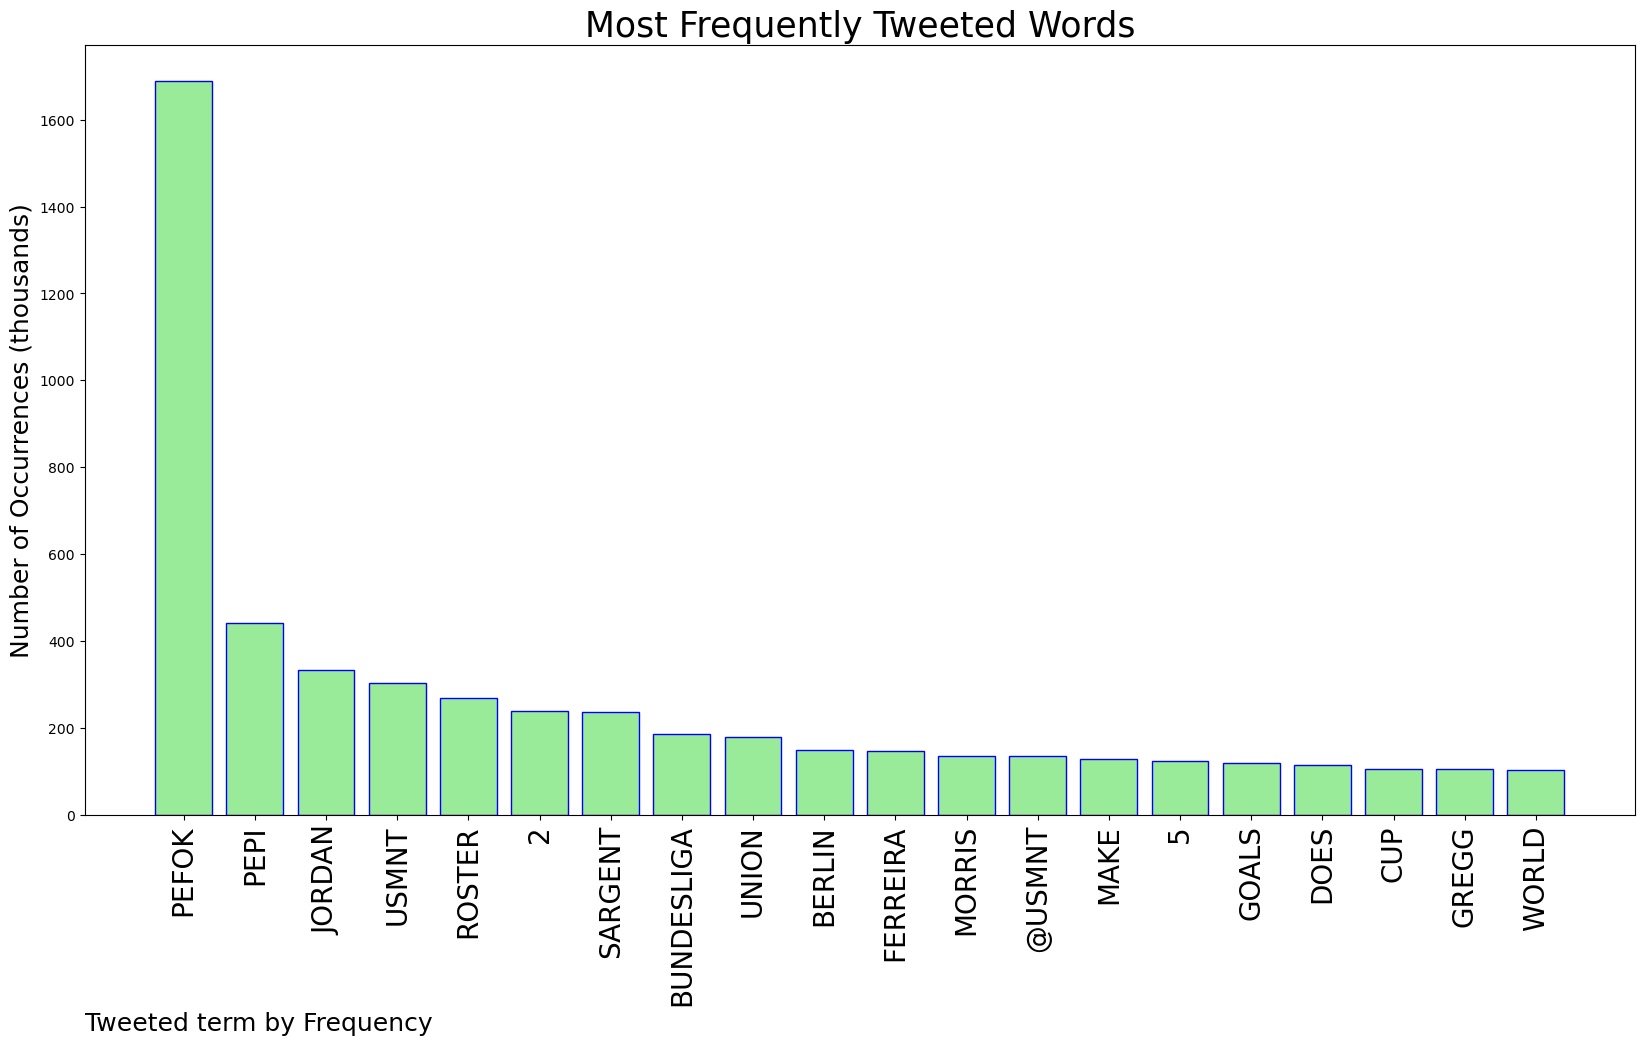 Most Frequently Tweeted Words
Number of Occurrences (thousands)
1600
1400
1200
1000
800
600
400
200
0
PEFOK
PEPI
JORDAN
USMNT
ROSTER
2
SARGENT
BUNDESLIGA
UNION
BERLIN
FERREIRA
MORRIS
@USMNT
MAKE
5
GOALS
DOES
CUP
GREGG
WORLD
Tweeted term by Frequency